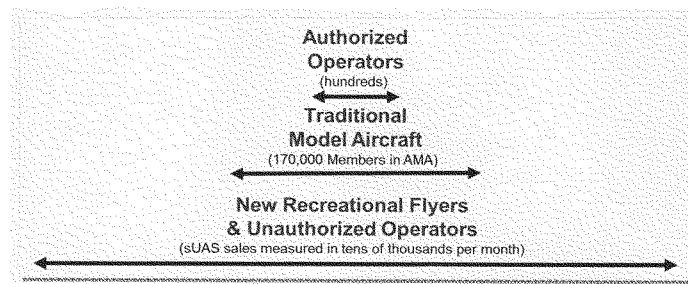 Authorized
Operators
(hundreds)
Traditional
Model Aircraft
(170,000 Members in AMA)
New Recreational Flyers
& Unauthorized Operators
(sUAS sales measured in tens of thousands per month)